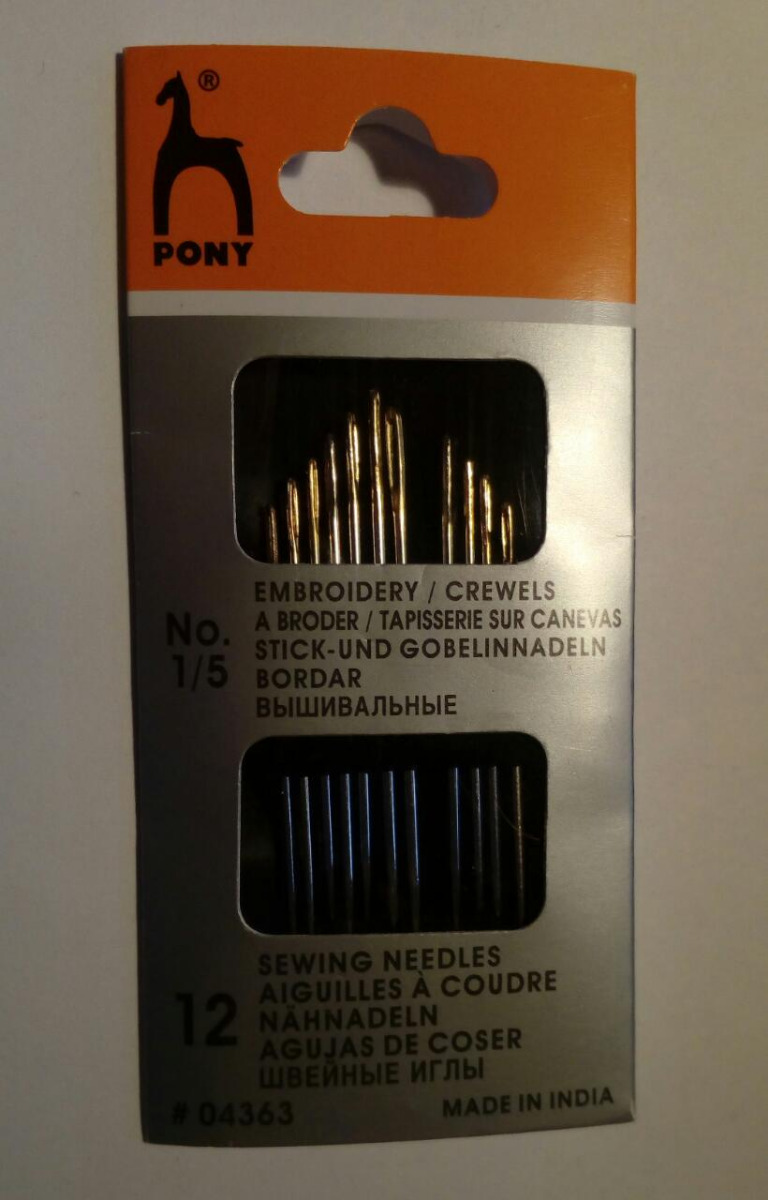 ®
PONY
No.
1/5
EMBROIDERY / CREWELS
A BRODER / TAPISSERIE SUR CANEVAS
STICK-UND GOBELINNADELN
BORDAR
ВЫШИВАЛЬНЫЕ
12
SEWING NEEDLES
AIGUILLES À COUDRE
NÄHNADELN
AGUJAS DE COSER
ШВЕЙНЫЕ ИГЛЫ
# 04363
MADE IN INDIA